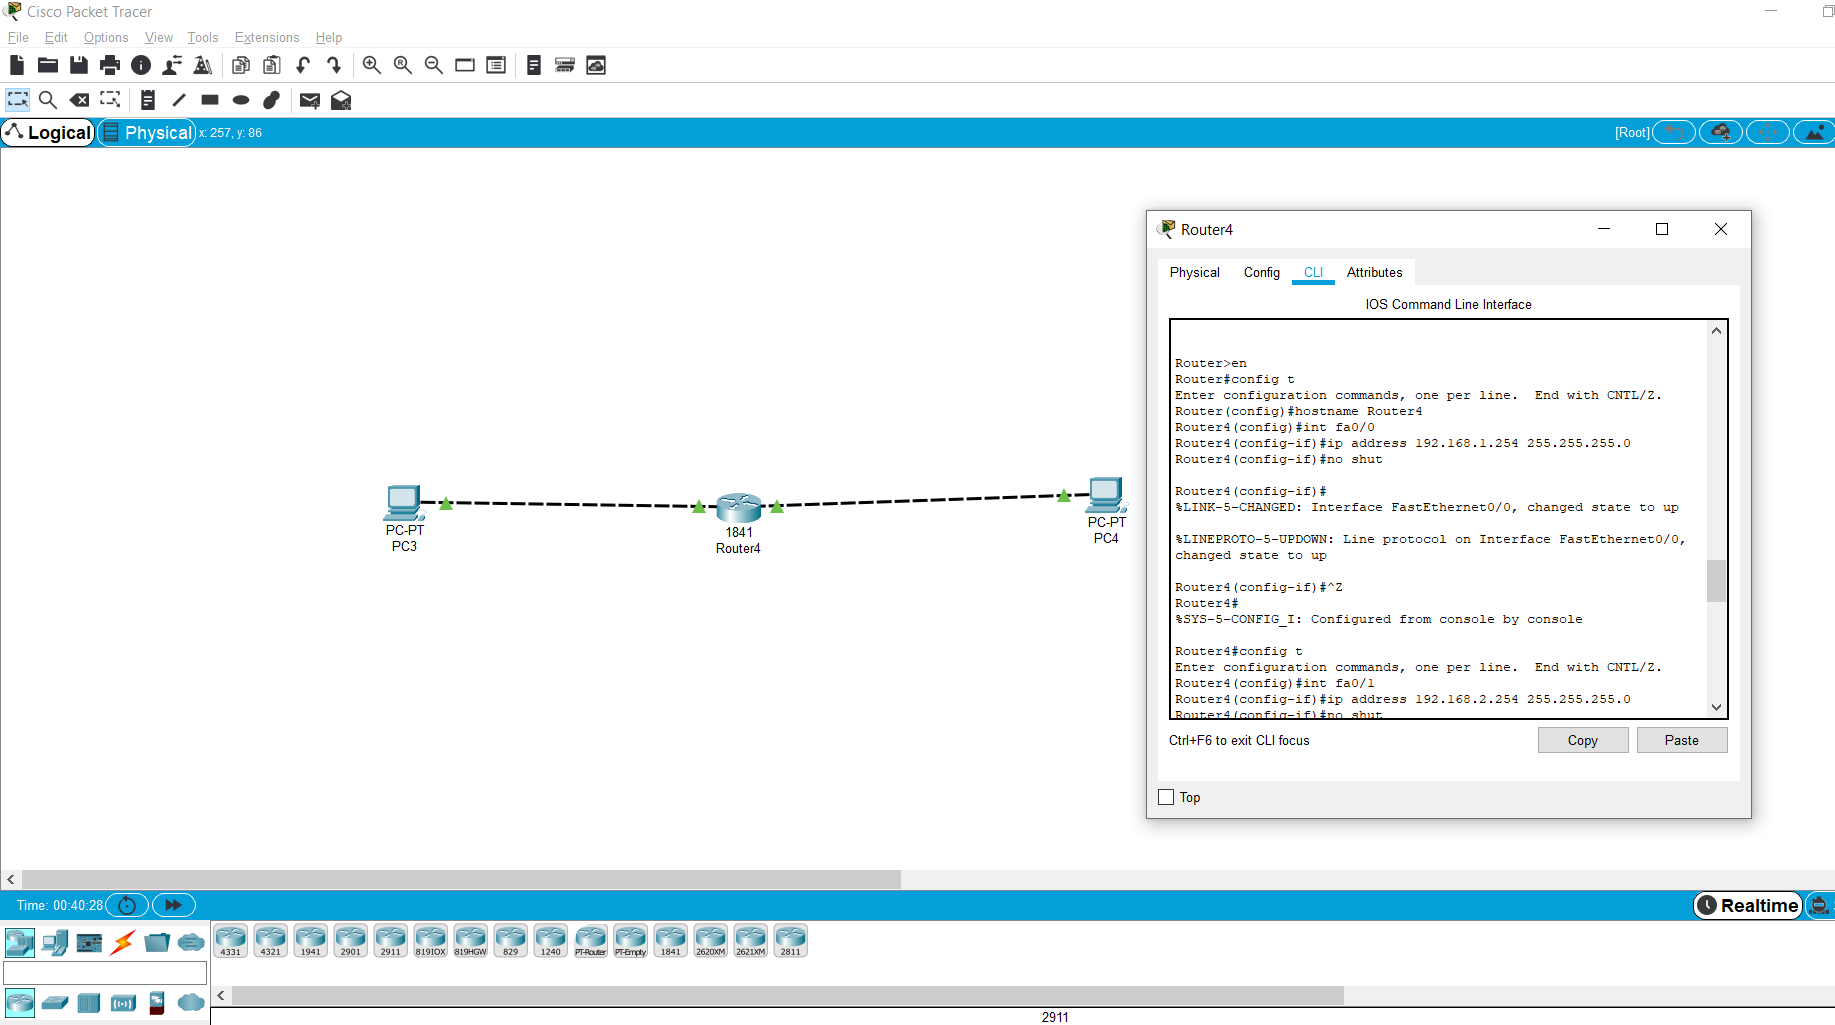 Cisco Packet Tracer
File Edit Options View Tools Extensions Help
Logical Physical x: 257, y: 86 [Root]
Router4
Physical Config CLI Attributes
IOS Command Line Interface
Router>en
Router#config t
Enter configuration commands, one per line.  End with CNTL/Z.
Router(config)#hostname Router4
Router4(config)#int fa0/0
Router4(config-if)#ip address 192.168.1.254 255.255.255.0
Router4(config-if)#no shut
Router4(config-if)#
%LINK-5-CHANGED: Interface FastEthernet0/0, changed state to up
%LINEPROTO-5-UPDOWN: Line protocol on Interface FastEthernet0/0,
changed state to up
Router4(config-if)#^Z
Router4#
%SYS-5-CONFIG_I: Configured from console by console
Router4#config t
Enter configuration commands, one per line.  End with CNTL/Z.
Router4(config)#int fa0/1
Router4(config-if)#ip address 192.168.2.254 255.255.255.0
Router4(config-if)#no shut
Ctrl+F6 to exit CLI focus
Copy Paste
Top
PC-PT
PC3
1841
Router4
PC-PT
PC4
Time: 00:40:28 Realtime
4331 4321 1941 2901 2911 819IOX 819HGW 829 1240 PT-Router PT-Empty 1841 2620XM 2621XM 2811
2911